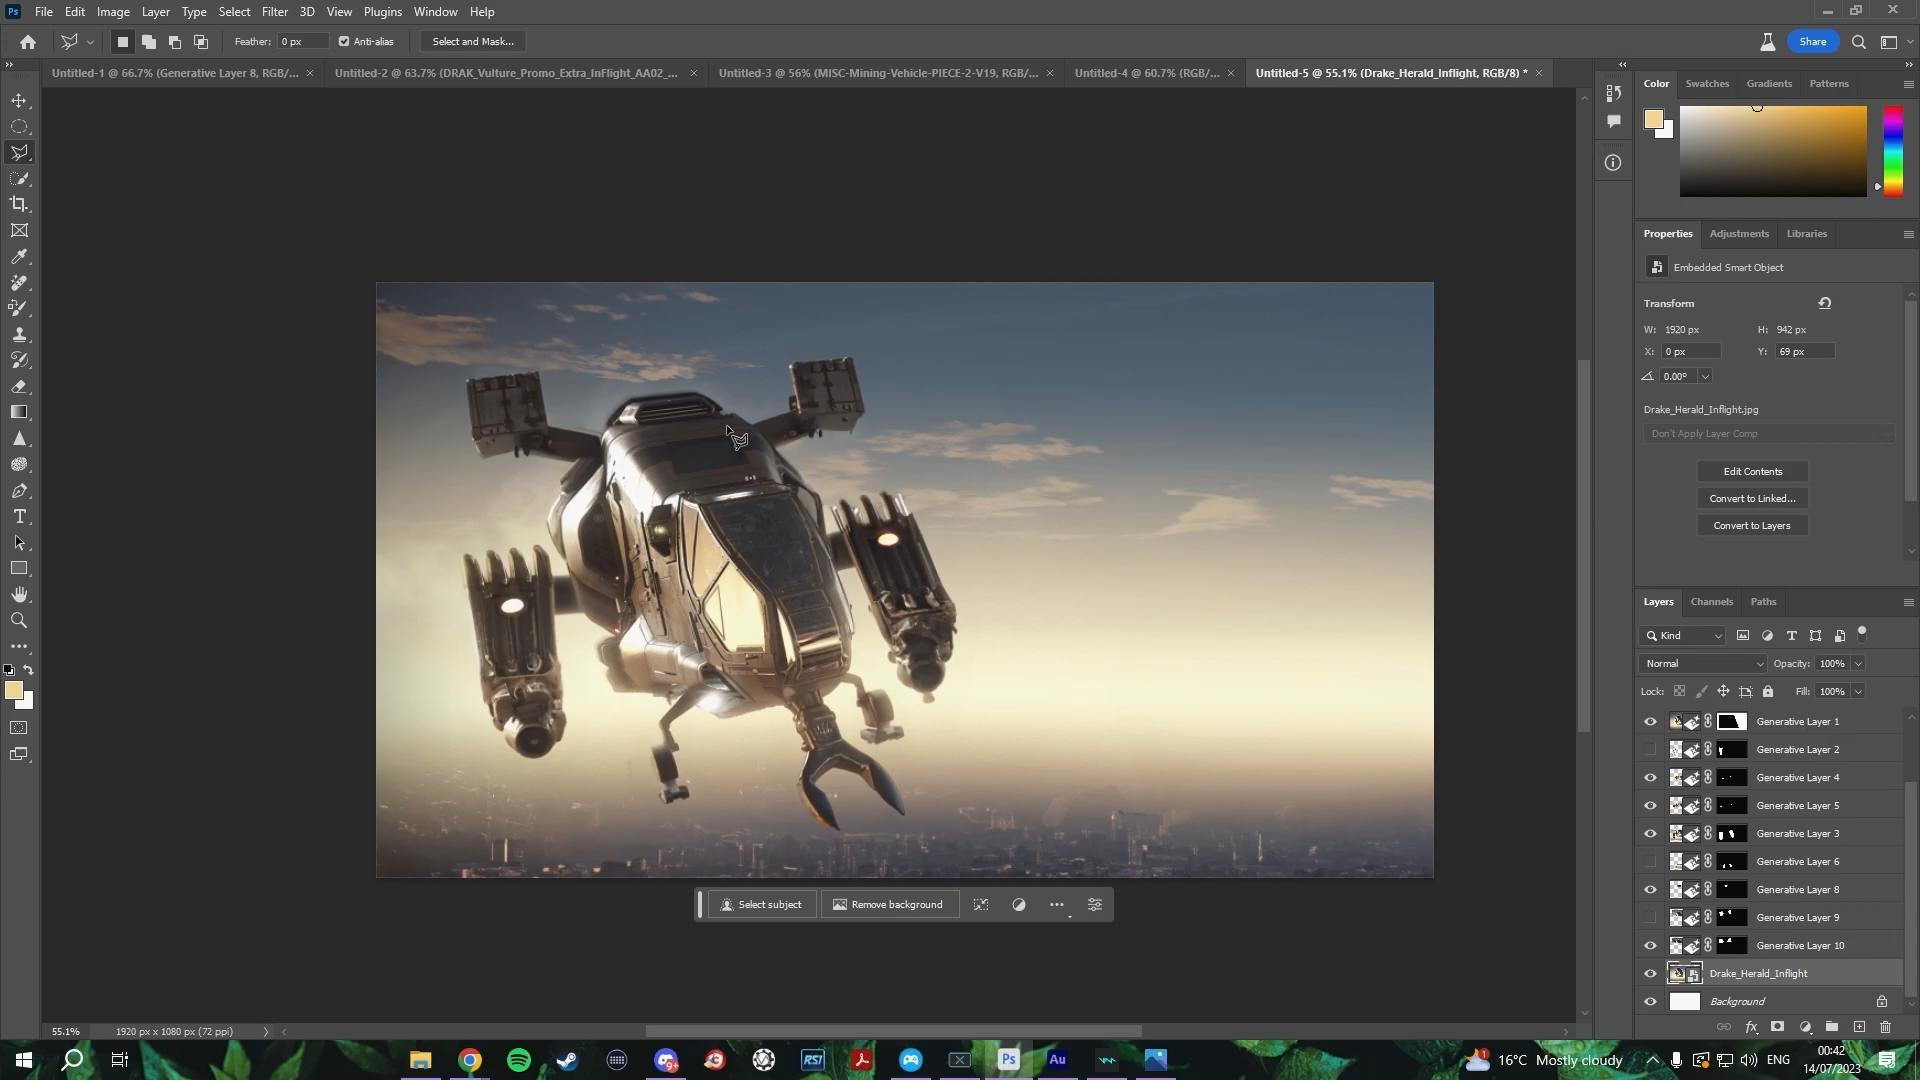 Ps File Edit Image Layer Type Select Filter 3D View Plugins Window Help
Feather: 0 px Anti-alias Select and Mask... Share
Untitled-1 @ 66.7% (Generative Layer 8, RGB/... × Untitled-2 @ 63.7% (DRAK_Vulture_Promo_Extra_InFlight_AA02_... × Untitled-3 @ 56% (MISC-Mining-Vehicle-PIECE-2-V19, RGB/... × Untitled-4 @ 60.7% (RGB/... × Untitled-5 @ 55.1% (Drake_Herald_Inflight, RGB/8) * ×
Color Swatches Gradients Patterns
Properties Adjustments Libraries
Embedded Smart Object
Transform
W: 1920 px H: 942 px
X: 0 px Y: 69 px
0.00°
Drake_Herald_Inflight.jpg
Don't Apply Layer Comp
Edit Contents
Convert to Linked...
Convert to Layers
Layers Channels Paths
Kind
Normal Opacity: 100%
Lock: Fill: 100%
Generative Layer 1
Generative Layer 2
Generative Layer 4
Generative Layer 5
Generative Layer 3
Generative Layer 6
Generative Layer 8
Generative Layer 9
Generative Layer 10
Drake_Herald_Inflight
Background
Select subject Remove background
55.1% 1920 px x 1080 px (72 ppi)
fx
9+ RSI Ps Au 1 16°C Mostly cloudy ENG 00:42
14/07/2023